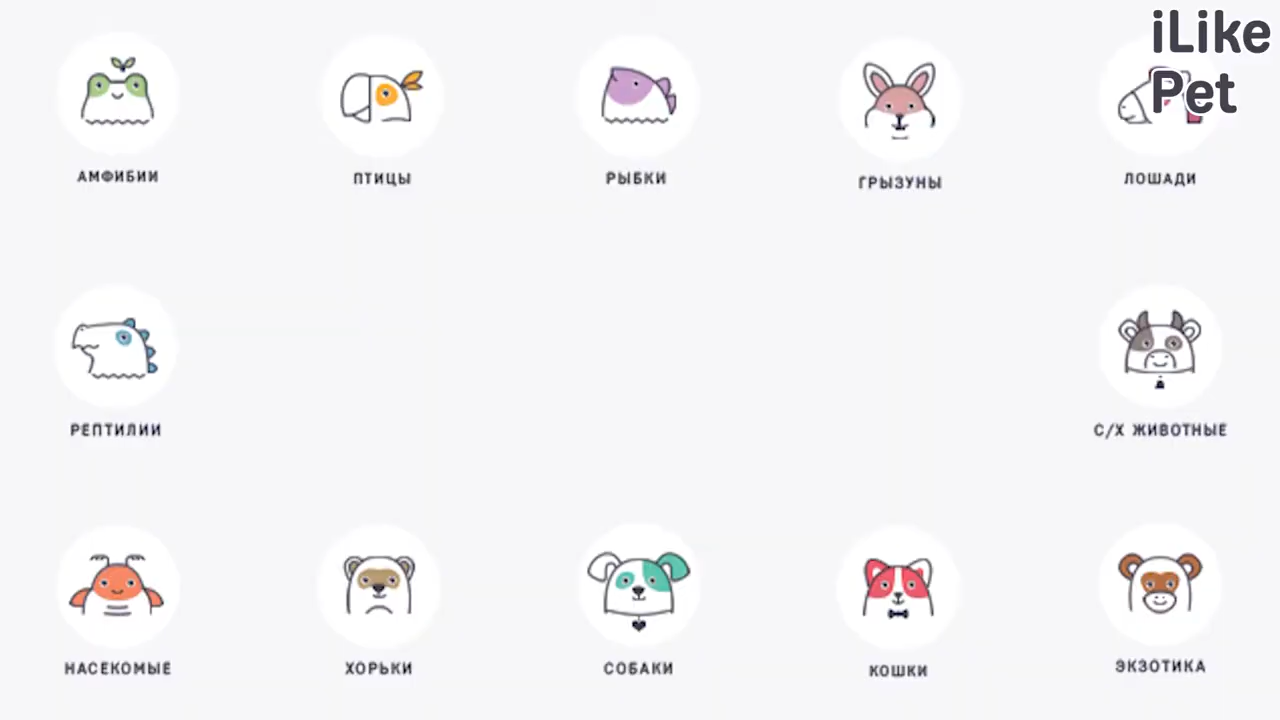 iLike
Pet
АМФИБИИ
ПТИЦЫ
РЫБКИ
ГРЫЗУНЫ
ЛОШАДИ
РЕПТИЛИИ
С/Х ЖИВОТНЫЕ
НАСЕКОМЫЕ
ХОРЬКИ
СОБАКИ
КОШКИ
ЭКЗОТИКА